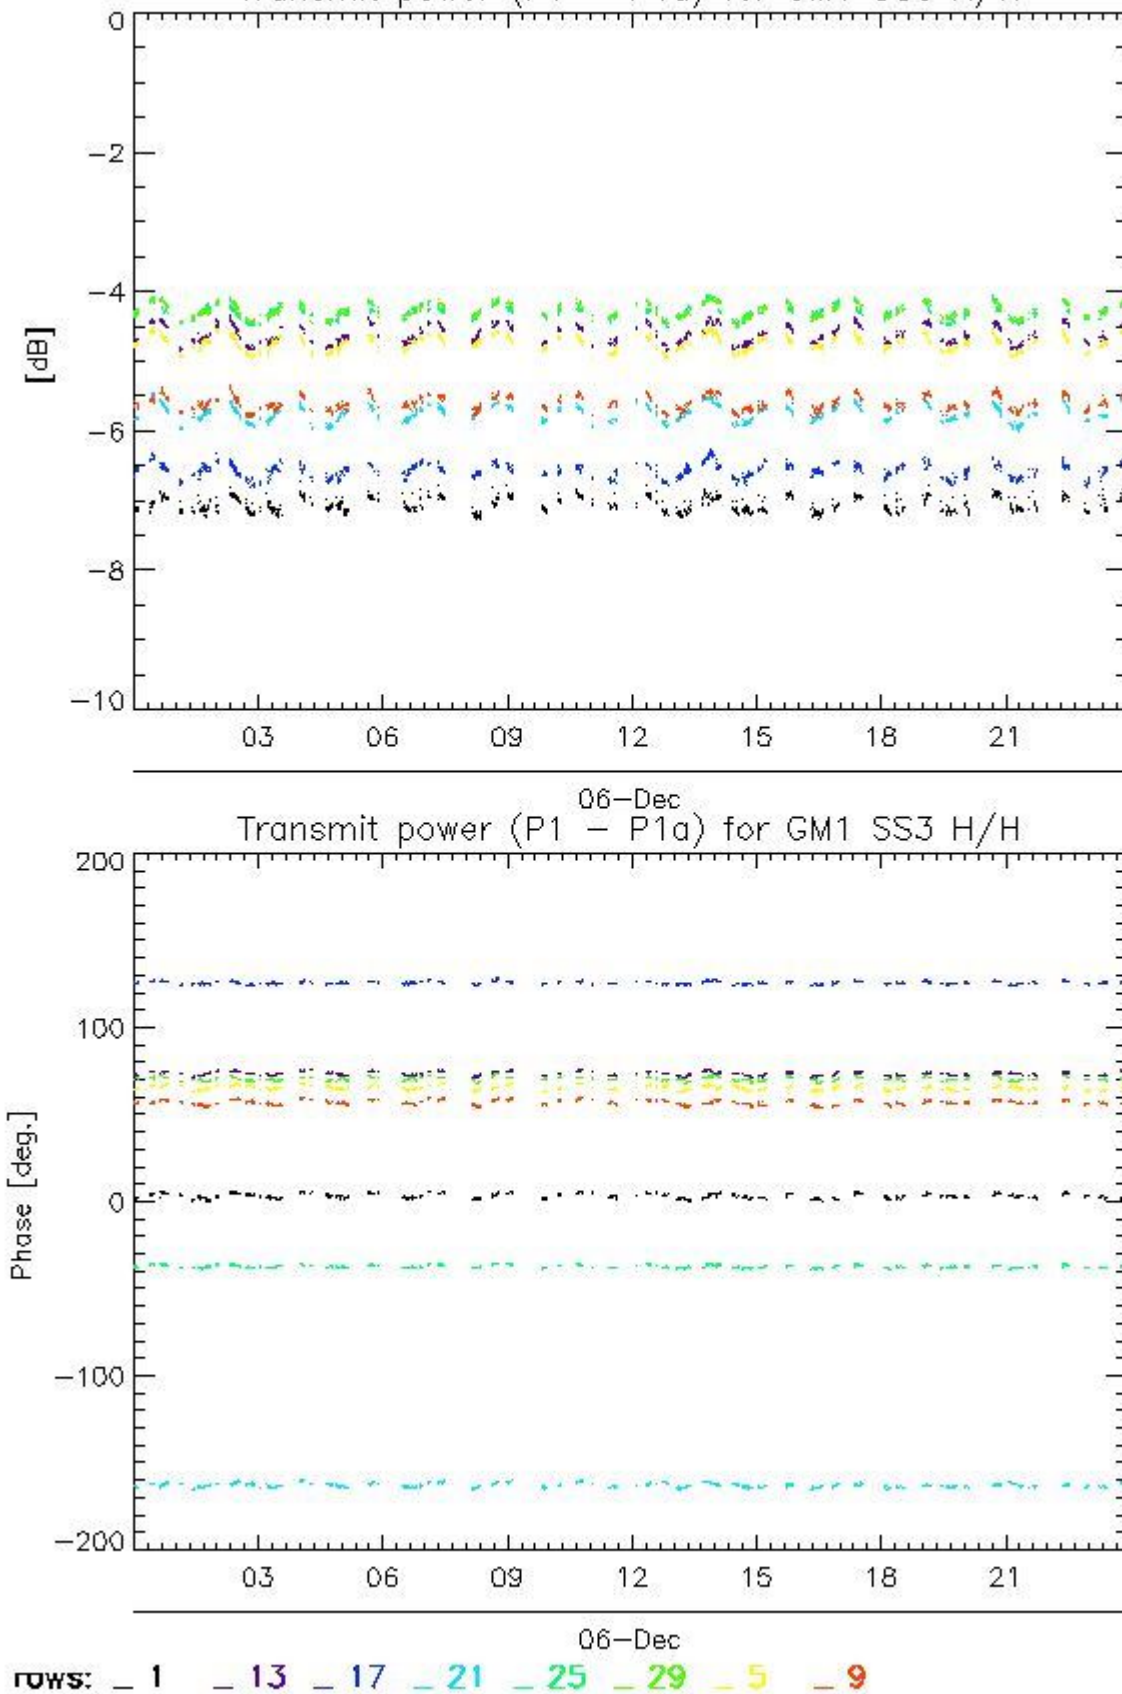 0
−2
−4
[dB]
−6
−8
−10
03 06 09 12 15 18 21
06−Dec
Transmit power (P1 − P1a) for GM1 SS3 H/H
200
100
Phase [deg.]
0
−100
−200
03 06 09 12 15 18 21
06−Dec
rows: _ 1 _ 13 _ 17 _ 21 _ 25 _ 29 _ 5 _ 9